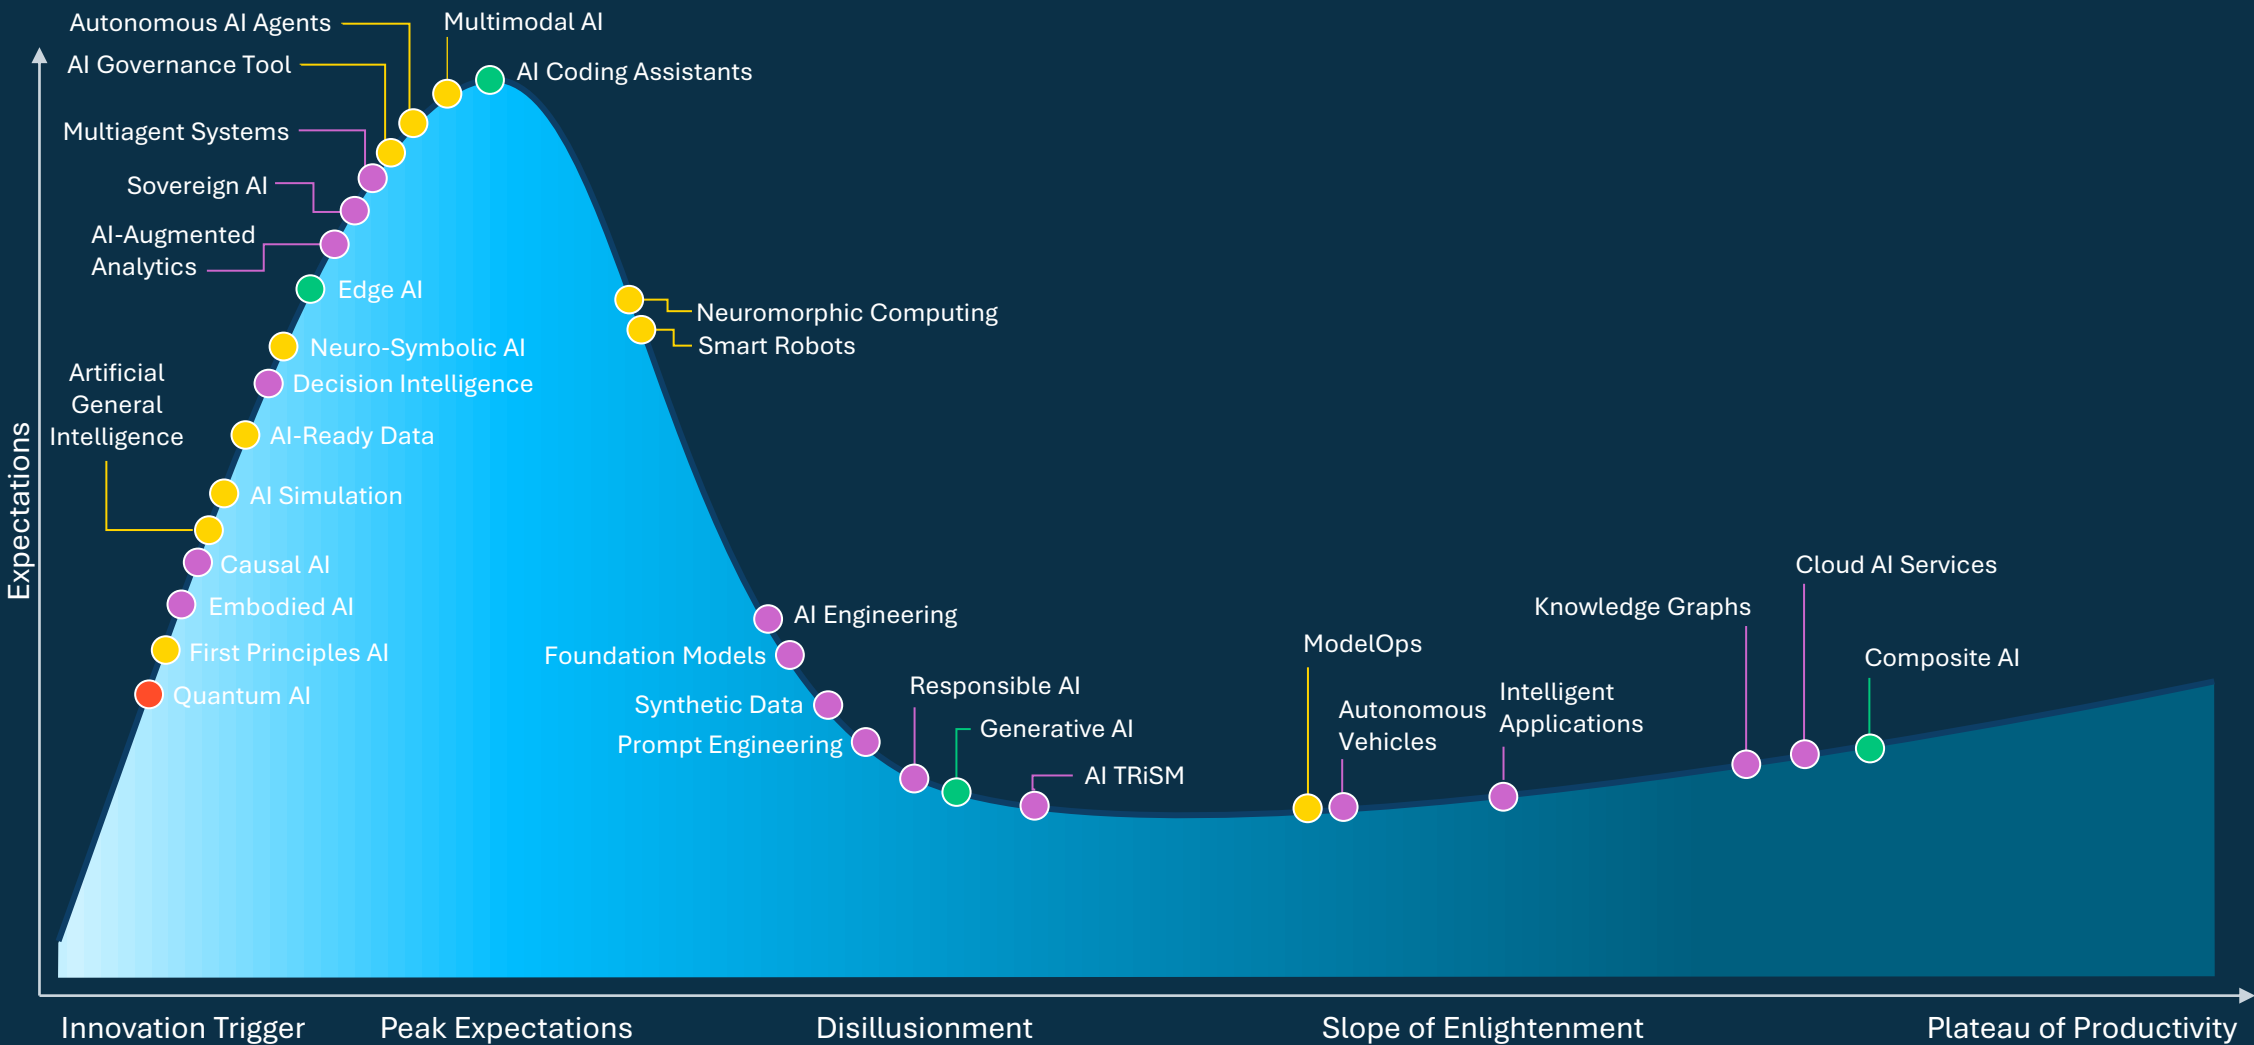 Autonomous AI Agents
Multimodal AI
AI Governance Tool
AI Coding Assistants
Multiagent Systems
Sovereign AI
AI-Augmented
Analytics
Edge AI
Neuromorphic Computing
Smart Robots
Neuro-Symbolic AI
Artificial
General
Intelligence
Decision Intelligence
AI-Ready Data
AI Simulation
Expectations
Causal AI
Embodied AI
First Principles AI
Quantum AI
AI Engineering
Foundation Models
Synthetic Data
Prompt Engineering
Responsible AI
Generative AI
AI TRiSM
ModelOps
Autonomous
Vehicles
Intelligent
Applications
Knowledge Graphs
Cloud AI Services
Composite AI
Innovation Trigger
Peak Expectations
Disillusionment
Slope of Enlightenment
Plateau of Productivity